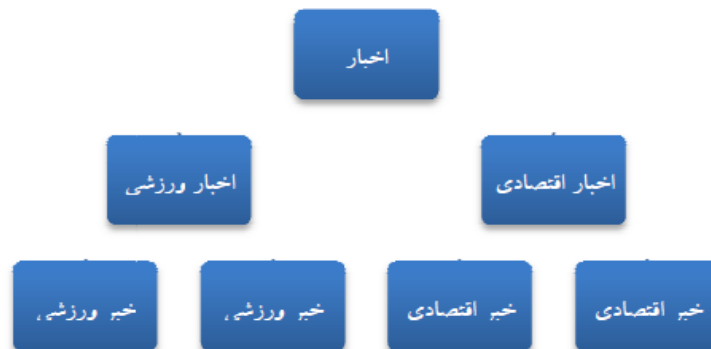 اخبار
اخبار اقتصادی
اخبار ورزشی
خبر اقتصادی
خبر اقتصادی
خبر ورزشی
خبر ورزشی